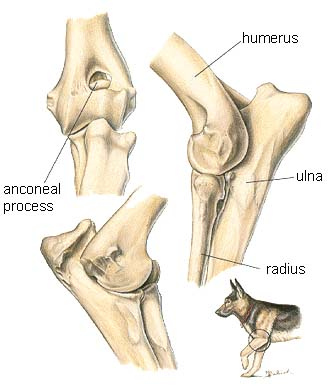 humerus
anconeal
process
ulna
radius